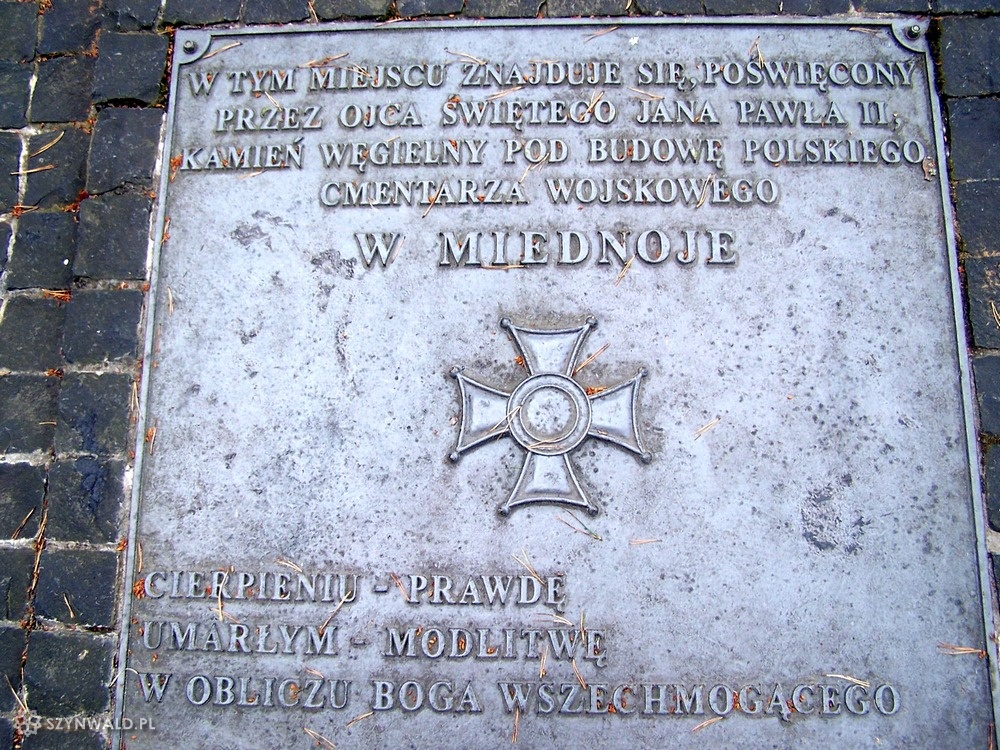 W TYM MIEJSCU ZNAJDUJE SIĘ, POŚWIĘCONY
PRZEZ OJCA ŚWIĘTEGO JANA PAWŁA II,
KAMIEŃ WĘGIELNY POD BUDOWĘ POLSKIEGO
CMENTARZA WOJSKOWEGO
W MIEDNOJE
CIERPIENIU - PRAWDĘ
UMARŁYM - MODLITWĘ
W OBLICZU BOGA WSZECHMOGĄCEGO
SZYNWALD.PL